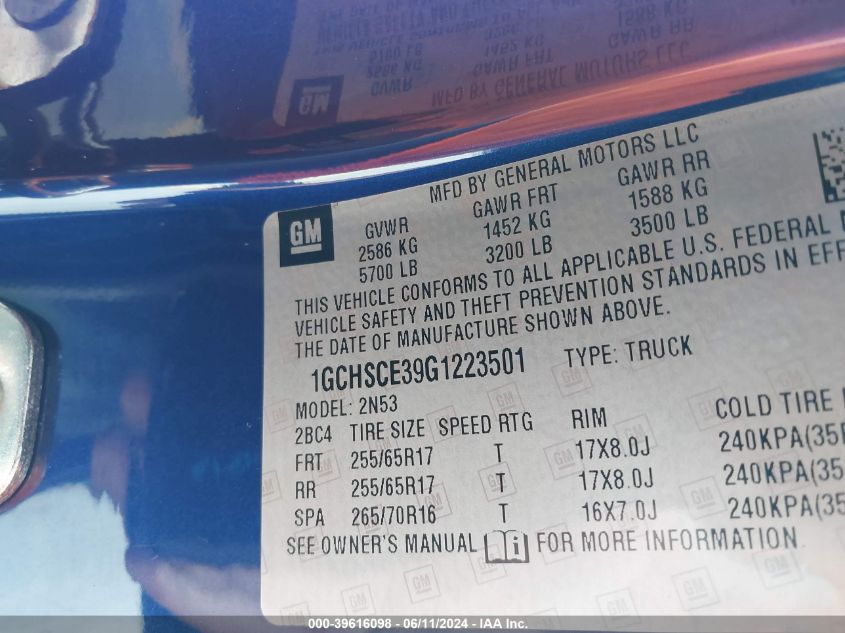 MFD BY GENERAL MOTORS LLC
GM
GVWR GAWR FRT GAWR RR
2586 KG 1452 KG 1588 KG
5700 LB 3200 LB 3500 LB
THIS VEHICLE CONFORMS TO ALL APPLICABLE U.S. FEDERAL
VEHICLE SAFETY AND THEFT PREVENTION STANDARDS IN EFF
THE DATE OF MANUFACTURE SHOWN ABOVE.
1GCHSCE39G1223501 TYPE: TRUCK
MODEL: 2N53
2BC4 TIRE SIZE SPEED RTG RIM COLD TIRE
FRT 255/65R17 T 17X8.0J 240KPA(35
RR 255/65R17 T 17X8.0J 240KPA(35
SPA 265/70R16 T 16X7.0J 240KPA(35
SEE OWNER'S MANUAL FOR MORE INFORMATION.
000-39616098 - 06/11/2024 - IAA Inc.